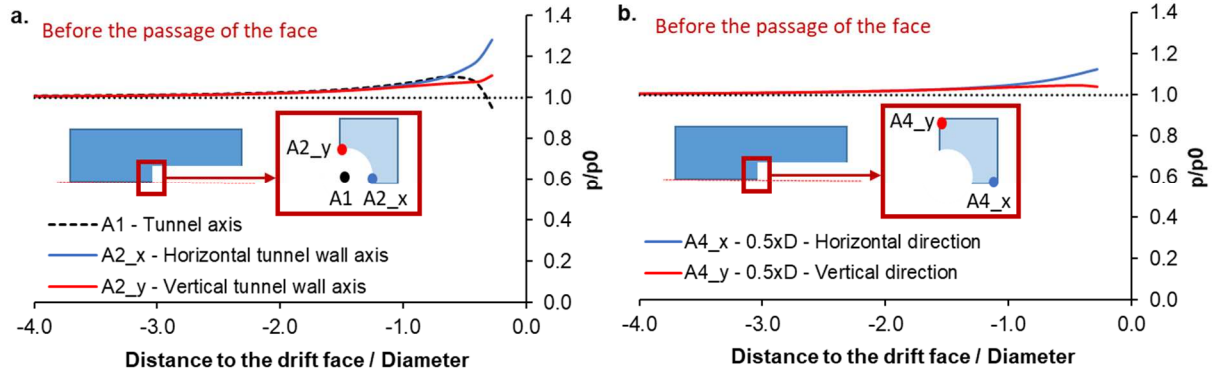 a.
Before the passage of the face
1.4
1.2
1.0
0.8
0.6
0.4
0.2
0.0
p/p0
A2_y
A1 A2_x
A1 - Tunnel axis
A2_x - Horizontal tunnel wall axis
A2_y - Vertical tunnel wall axis
-4.0 -3.0 -2.0 -1.0 0.0
Distance to the drift face / Diameter
b.
Before the passage of the face
1.4
1.2
1.0
0.8
0.6
0.4
0.2
0.0
p/p0
A4_y
A4_x
A4_x - 0.5xD - Horizontal direction
A4_y - 0.5xD - Vertical direction
-4.0 -3.0 -2.0 -1.0 0.0
Distance to the drift face / Diameter